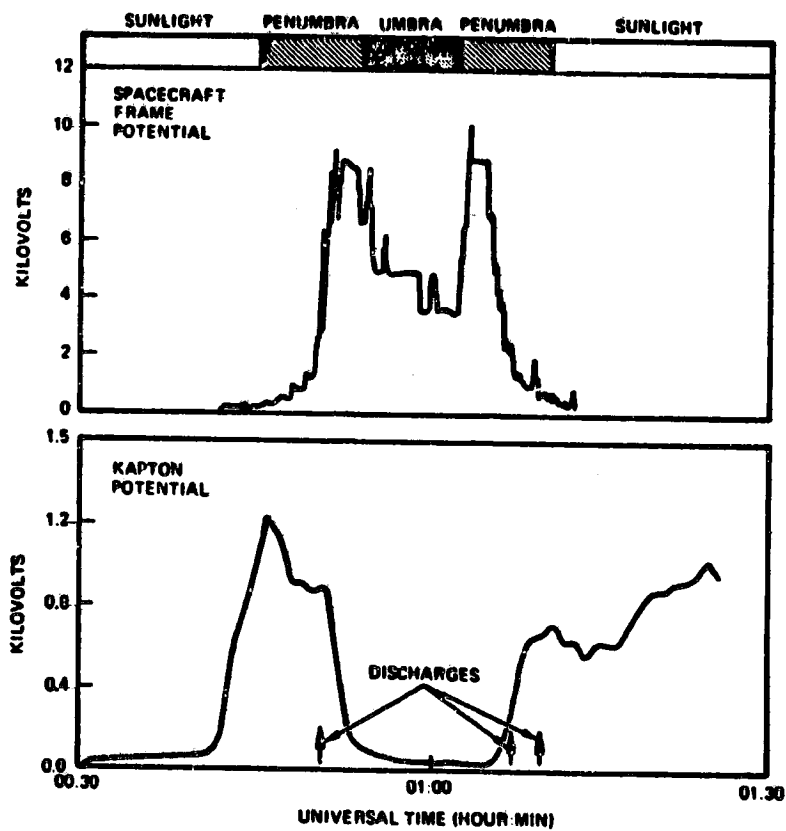 SUNLIGHT PENUMBRA UMBRA PENUMBRA SUNLIGHT
12
SPACECRAFT
FRAME
POTENTIAL
10
8
KILOVOLTS
6
4
2
0
1.5
KAPTON
POTENTIAL
1.2
KILOVOLTS
0.8
DISCHARGES
0.4
0.0
00.30 01:00 01.30
UNIVERSAL TIME (HOUR:MIN)